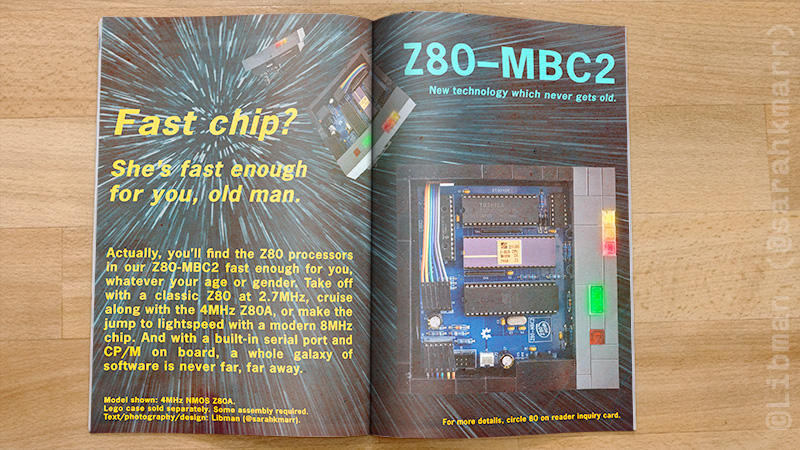 Fast chip?
She's fast enough
for you, old man.
Actually, you'll find the Z80 processors
in our Z80-MBC2 fast enough for you,
whatever your age or gender. Take off
with a classic Z80 at 2.7MHz, cruise
along with the 4MHz Z80A, or make the
jump to lightspeed with a modern 8MHz
chip. And with a built-in serial port and
CP/M on board, a whole galaxy of
software is never far, far away.
Model shown: 4MHz NMOS Z80A.
Lego case sold separately. Some assembly required.
Text/photography/design: Libman (@sarahkmarr).
Z80–MBC2
New technology which never gets old.
TOSHIBA
For more details, circle 80 on reader inquiry card.